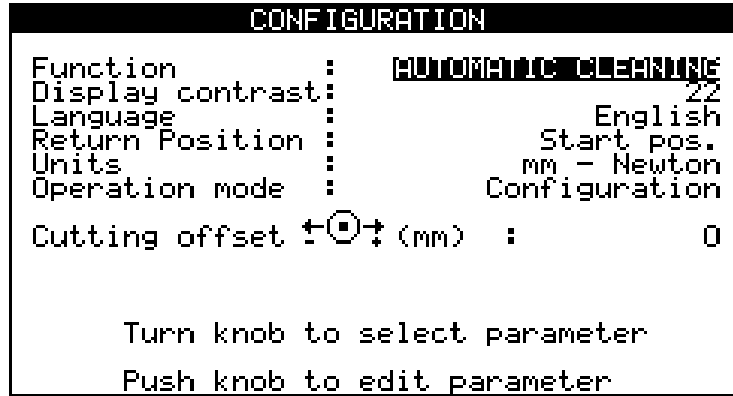 CONFIGURATION
Function : AUTOMATIC CLEANING
Display contrast: 22
Language : English
Return Position : Start pos.
Units : mm - Newton
Operation mode : Configuration
Cutting offset - + (mm) : 0
Turn knob to select parameter
Push knob to edit parameter